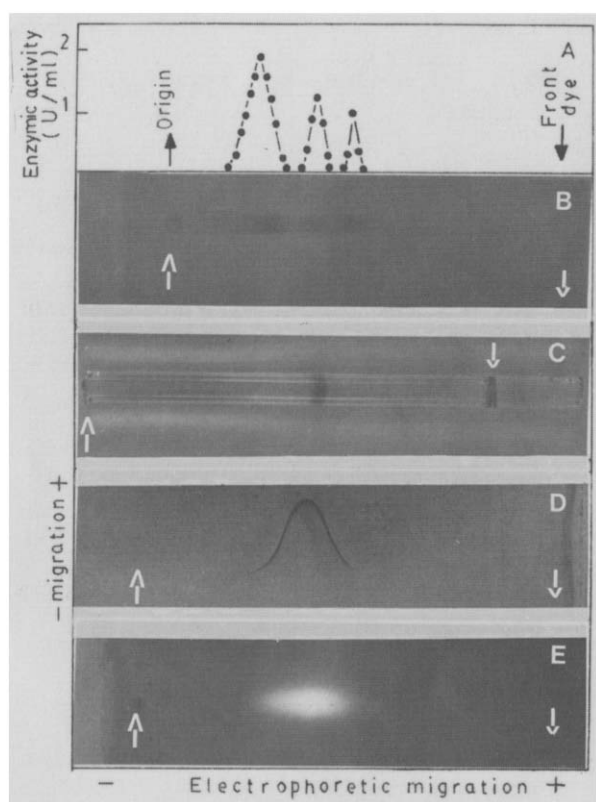 Enzymic activity
(U/ml)
2
1
Origin
Front
dye
A
B
C
D
E
-migration+
- Electrophoretic migration +